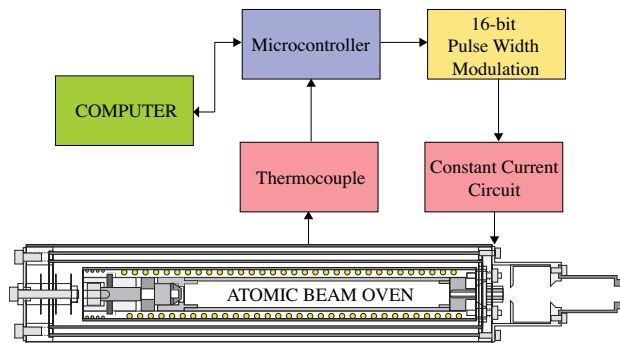 Microcontroller
16-bit
Pulse Width
Modulation
COMPUTER
Thermocouple
Constant Current
Circuit
ATOMIC BEAM OVEN